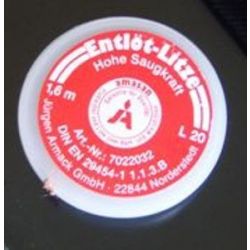 Entlöt-Litze
Hohe Saugkraft
1,6 m
amasan
L 20
Art.-Nr.: 7022032
DIN EN 29454-1 1.1.3.B
Jürgen Armack GmbH · 22844 Norderstedt